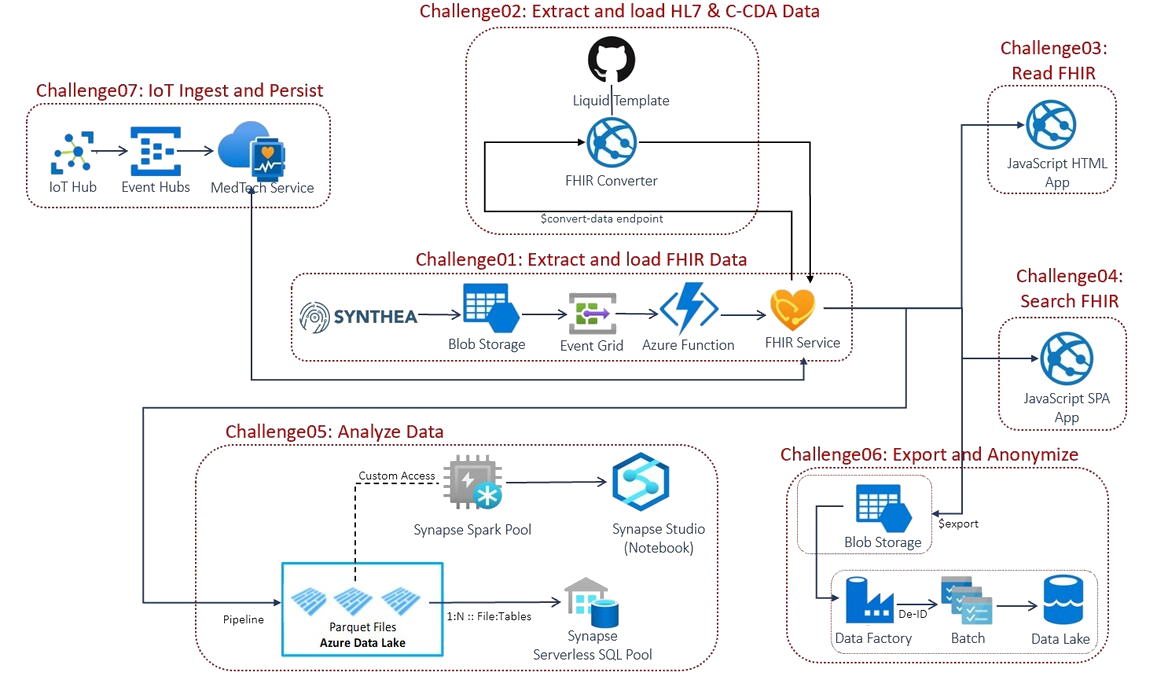 Challenge02: Extract and load HL7 & C-CDA Data
Liquid Template
FHIR Converter
$convert-data endpoint
Challenge03:
Read FHIR
JavaScript HTML
App
Challenge07: IoT Ingest and Persist
IoT Hub
Event Hubs
MedTech Service
Challenge01: Extract and load FHIR Data
SYNTHEA
Blob Storage
Event Grid
Azure Function
FHIR Service
Challenge04:
Search FHIR
JavaScript SPA
App
Challenge05: Analyze Data
Custom Access
Synapse Spark Pool
Synapse Studio
(Notebook)
Pipeline
Parquet Files
Azure Data Lake
1:N :: File:Tables
Synapse
Serverless SQL Pool
Challenge06: Export and Anonymize
Blob Storage
$export
Data Factory
De-ID
Batch
Data Lake